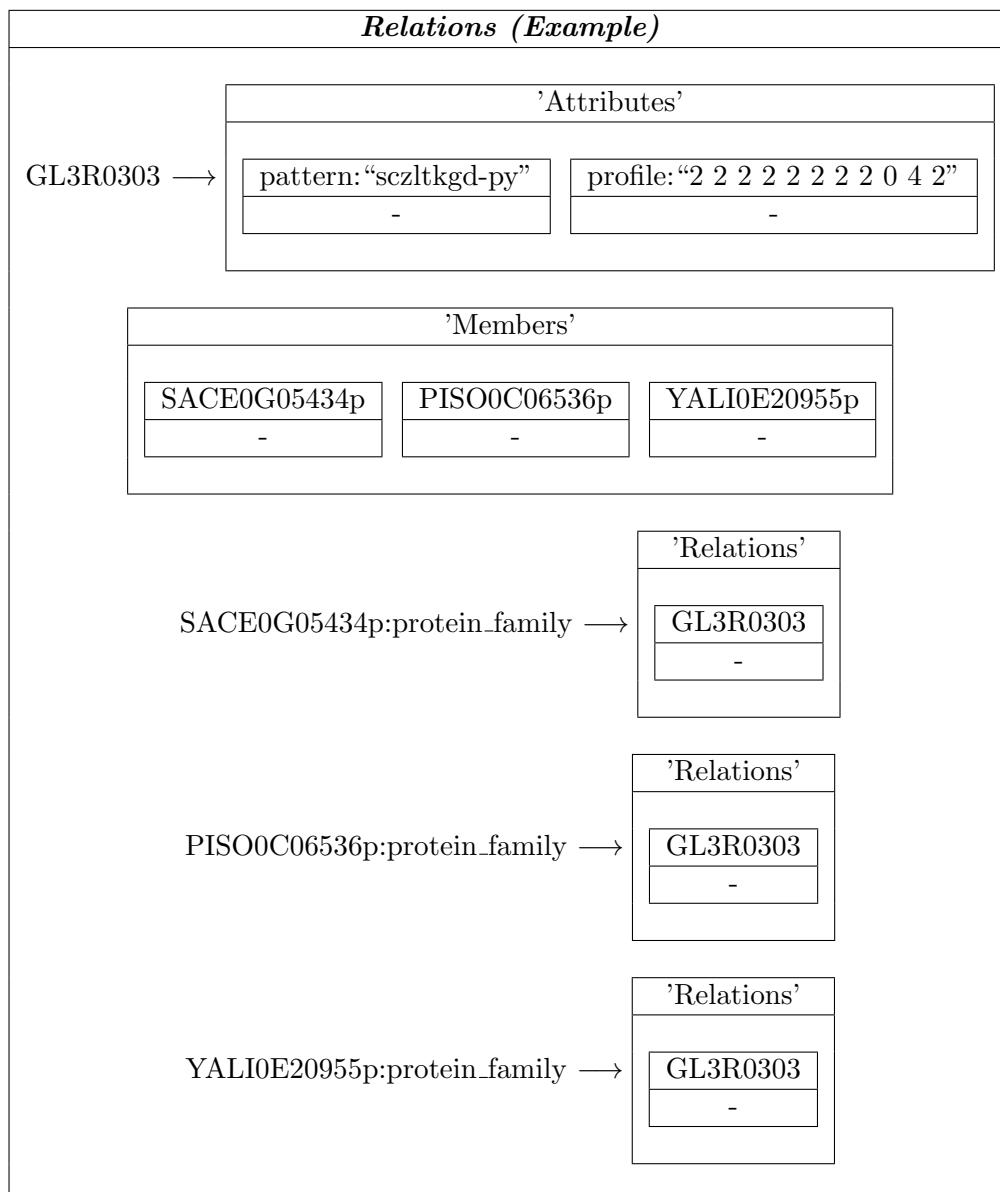 Relations (Example)
'Attributes'
GL3R0303 ⟶ pattern:“sczltkgd-py” profile:“2 2 2 2 2 2 2 2 0 4 2”
- -
'Members'
SACE0G05434p PISO0C06536p YALI0E20955p
- - -
'Relations'
SACE0G05434p:protein_family ⟶ GL3R0303
-
'Relations'
PISO0C06536p:protein_family ⟶ GL3R0303
-
'Relations'
YALI0E20955p:protein_family ⟶ GL3R0303
-